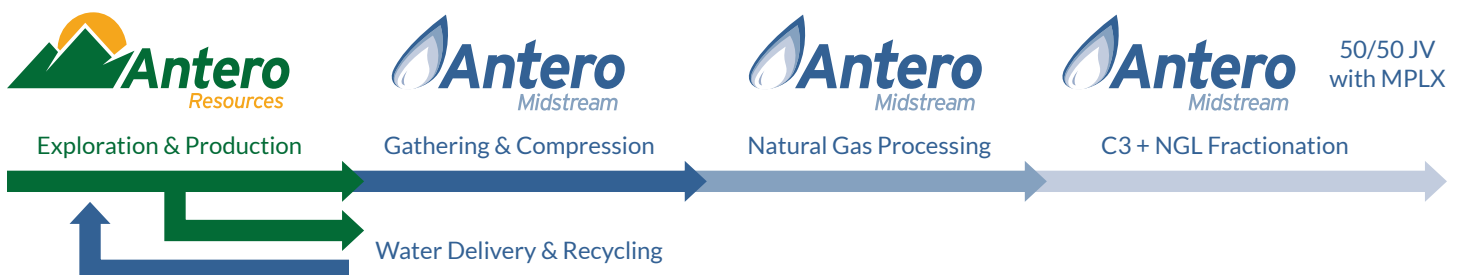 Antero
Resources
Antero
Midstream
Antero
Midstream
Antero
Midstream
50/50 JV
with MPLX
Exploration & Production
Gathering & Compression
Natural Gas Processing
C3 + NGL Fractionation
Water Delivery & Recycling